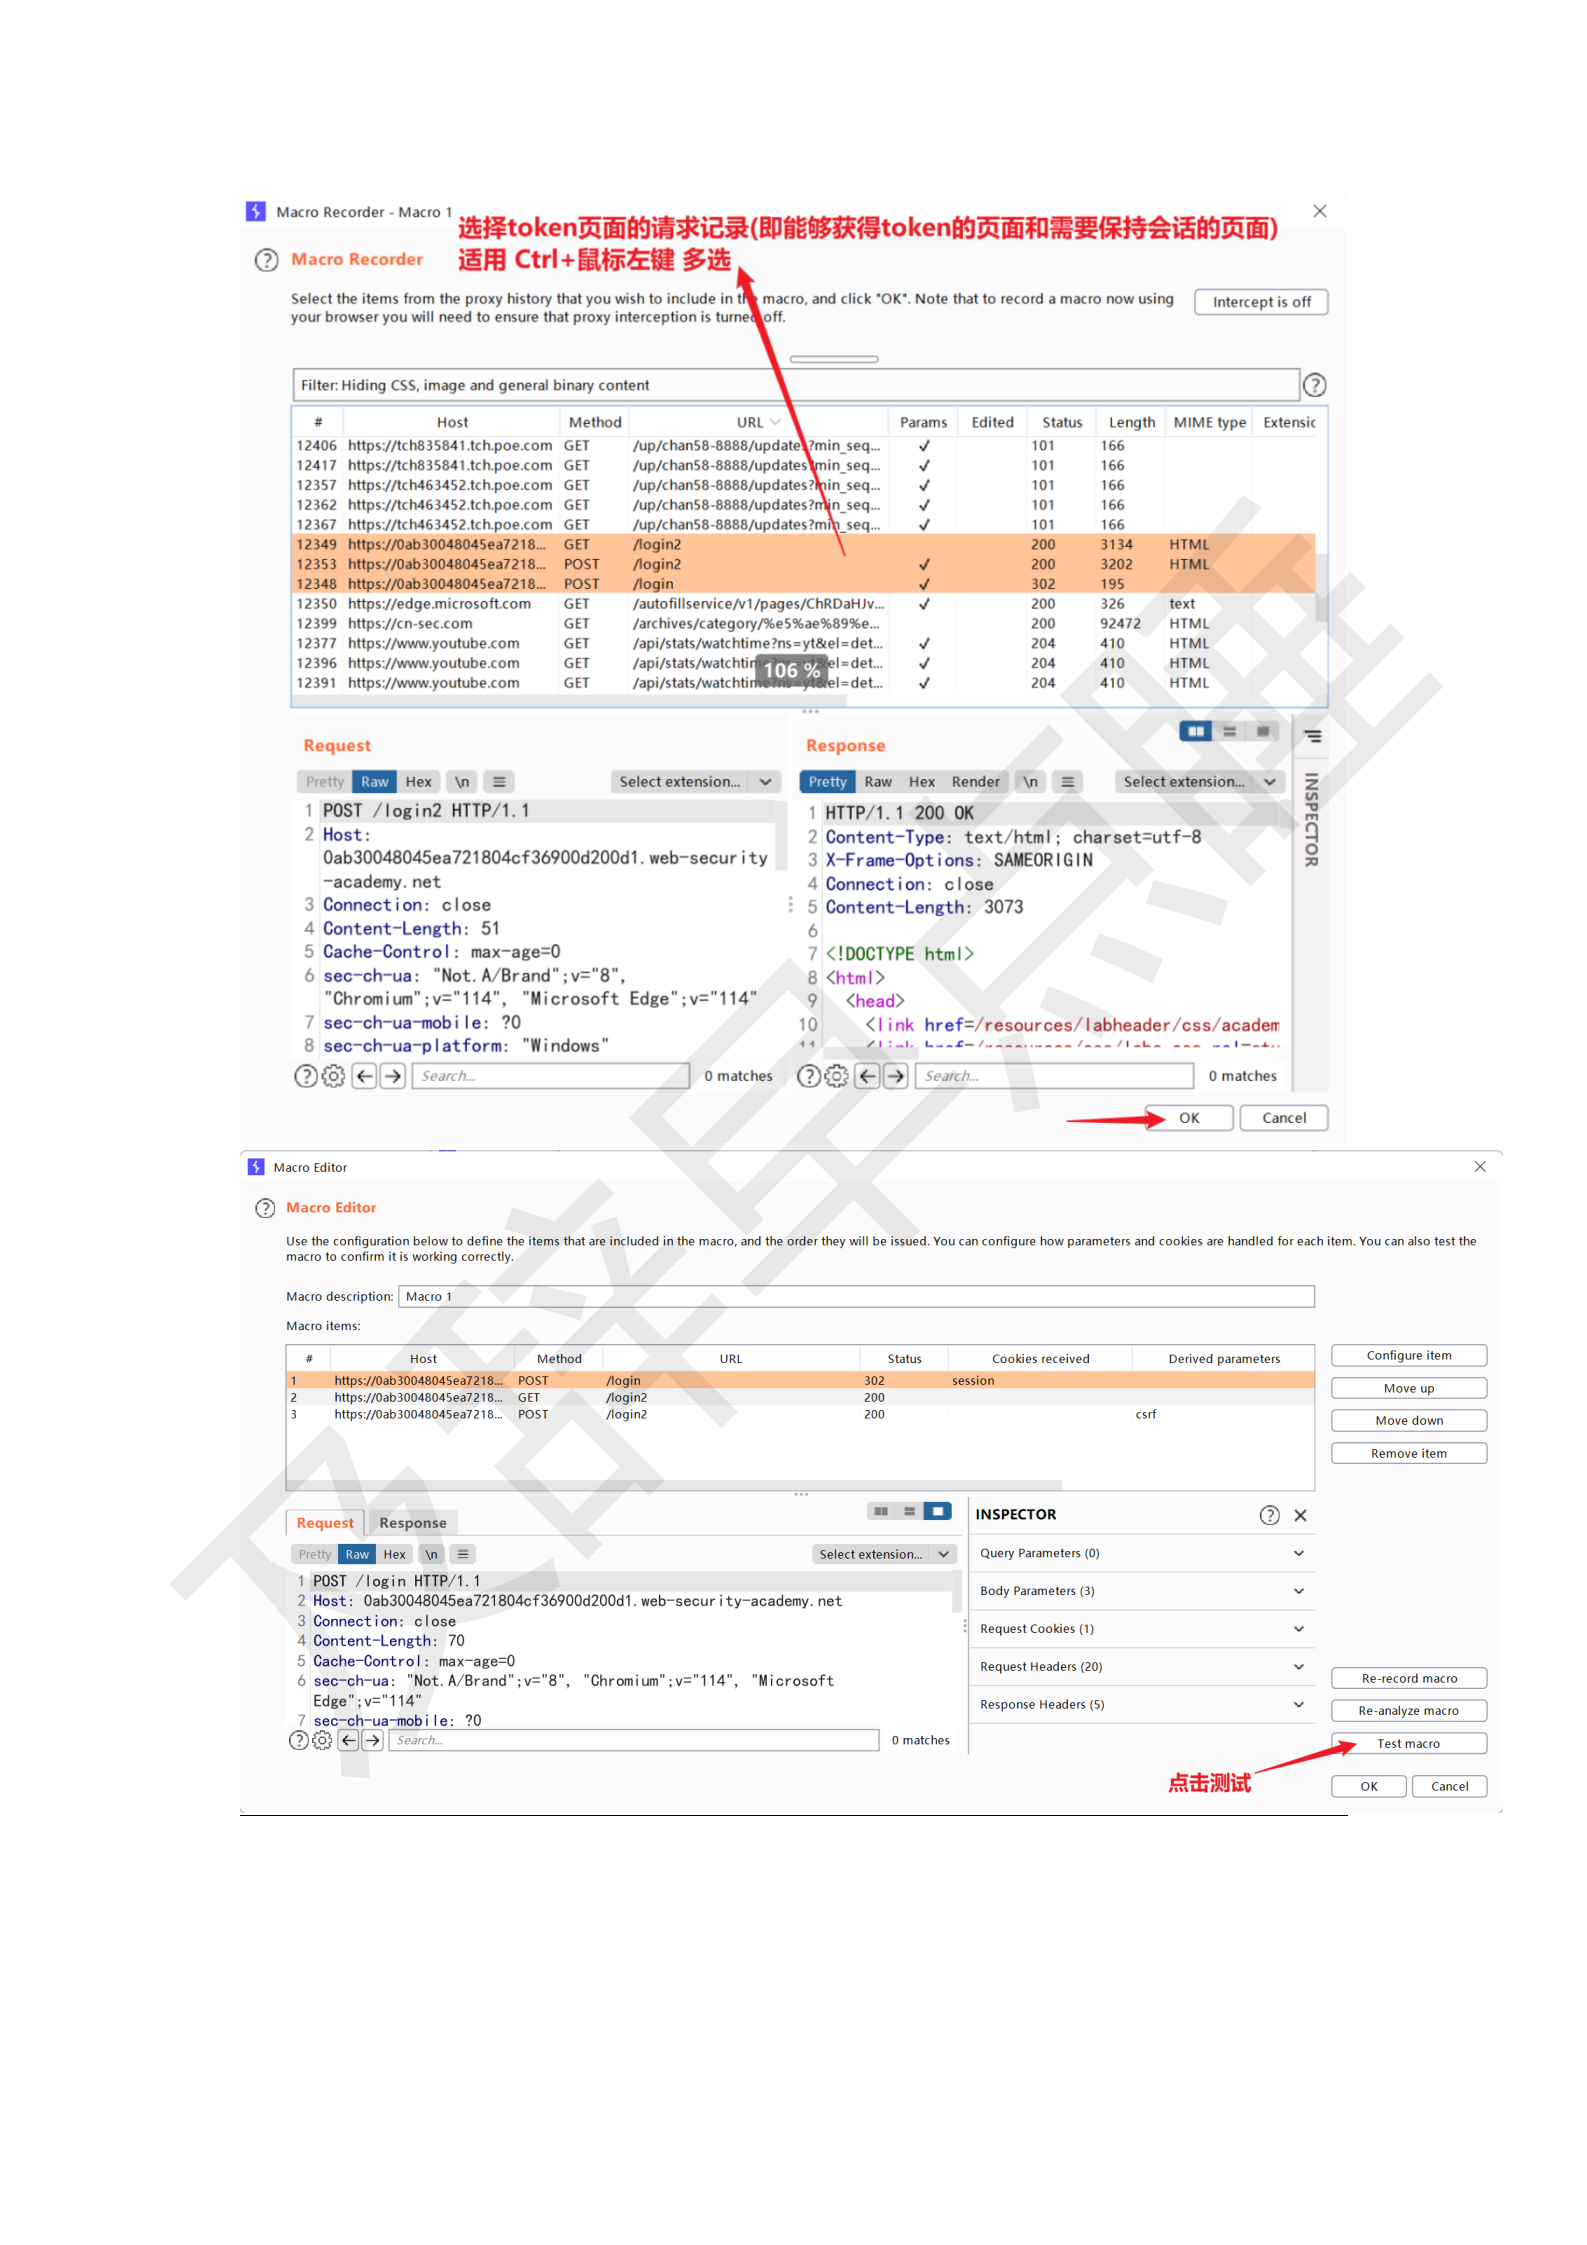 Macro Recorder - Macro 1
选择token页面的请求记录(即能够获得token的页面和需要保持会话的页面)
适用 Ctrl+鼠标左键 多选
Macro Recorder
Select the items from the proxy history that you wish to include in the macro, and click "OK". Note that to record a macro now using
your browser you will need to ensure that proxy interception is turned off.
Intercept is off
Filter: Hiding CSS, image and general binary content
# Host Method URL Params Edited Status Length MIME type Extensic
12406 https://tch835841.tch.poe.com GET /up/chan58-8888/updates?min_seq... ✓ 101 166
12417 https://tch835841.tch.poe.com GET /up/chan58-8888/updates?min_seq... ✓ 101 166
12357 https://tch463452.tch.poe.com GET /up/chan58-8888/updates?min_seq... ✓ 101 166
12362 https://tch463452.tch.poe.com GET /up/chan58-8888/updates?min_seq... ✓ 101 166
12367 https://tch463452.tch.poe.com GET /up/chan58-8888/updates?min_seq... ✓ 101 166
12349 https://0ab30048045ea7218... GET /login2 200 3134 HTML
12353 https://0ab30048045ea7218... POST /login2 ✓ 200 3202 HTML
12348 https://0ab30048045ea7218... POST /login ✓ 302 195
12350 https://edge.microsoft.com GET /autofillservice/v1/pages/ChRDaHJv... ✓ 200 326 text
12399 https://cn-sec.com GET /archives/category/%e5%ae%89%e... 200 92472 HTML
12377 https://www.youtube.com GET /api/stats/watchtime?ns=yt&el=det... ✓ 204 410 HTML
12396 https://www.youtube.com GET /api/stats/watchtime?ns=yt&el=det... ✓ 204 410 HTML
12391 https://www.youtube.com GET /api/stats/watchtime?ns=yt&el=det... ✓ 204 410 HTML
106 %
Request
Pretty Raw Hex \n Select extension...
1 POST /login2 HTTP/1.1
2 Host:
0ab30048045ea721804cf36900d200d1.web-security
-academy.net
3 Connection: close
4 Content-Length: 51
5 Cache-Control: max-age=0
6 sec-ch-ua: "Not.A/Brand";v="8",
"Chromium";v="114", "Microsoft Edge";v="114"
7 sec-ch-ua-mobile: ?0
8 sec-ch-ua-platform: "Windows"
Search... 0 matches
Response
Pretty Raw Hex Render \n Select extension...
1 HTTP/1.1 200 OK
2 Content-Type: text/html; charset=utf-8
3 X-Frame-Options: SAMEORIGIN
4 Connection: close
5 Content-Length: 3073
6
7 <!DOCTYPE html>
8 <html>
9 <head>
10 <link href=/resources/labheader/css/academ
Search... 0 matches
INSPECTOR
OK Cancel
Macro Editor
Macro Editor
Use the configuration below to define the items that are included in the macro, and the order they will be issued. You can configure how parameters and cookies are handled for each item. You can also test the
macro to confirm it is working correctly.
Macro description: Macro 1
Macro items:
# Host Method URL Status Cookies received Derived parameters
1 https://0ab30048045ea7218... POST /login 302 session
2 https://0ab30048045ea7218... GET /login2 200
3 https://0ab30048045ea7218... POST /login2 200 csrf
Configure item
Move up
Move down
Remove item
Request Response
Pretty Raw Hex \n Select extension...
1 POST /login HTTP/1.1
2 Host: 0ab30048045ea721804cf36900d200d1.web-security-academy.net
3 Connection: close
4 Content-Length: 70
5 Cache-Control: max-age=0
6 sec-ch-ua: "Not.A/Brand";v="8", "Chromium";v="114", "Microsoft
Edge";v="114"
7 sec-ch-ua-mobile: ?0
Search... 0 matches
INSPECTOR
Query Parameters (0)
Body Parameters (3)
Request Cookies (1)
Request Headers (20)
Response Headers (5)
Re-record macro
Re-analyze macro
Test macro
点击测试
OK Cancel